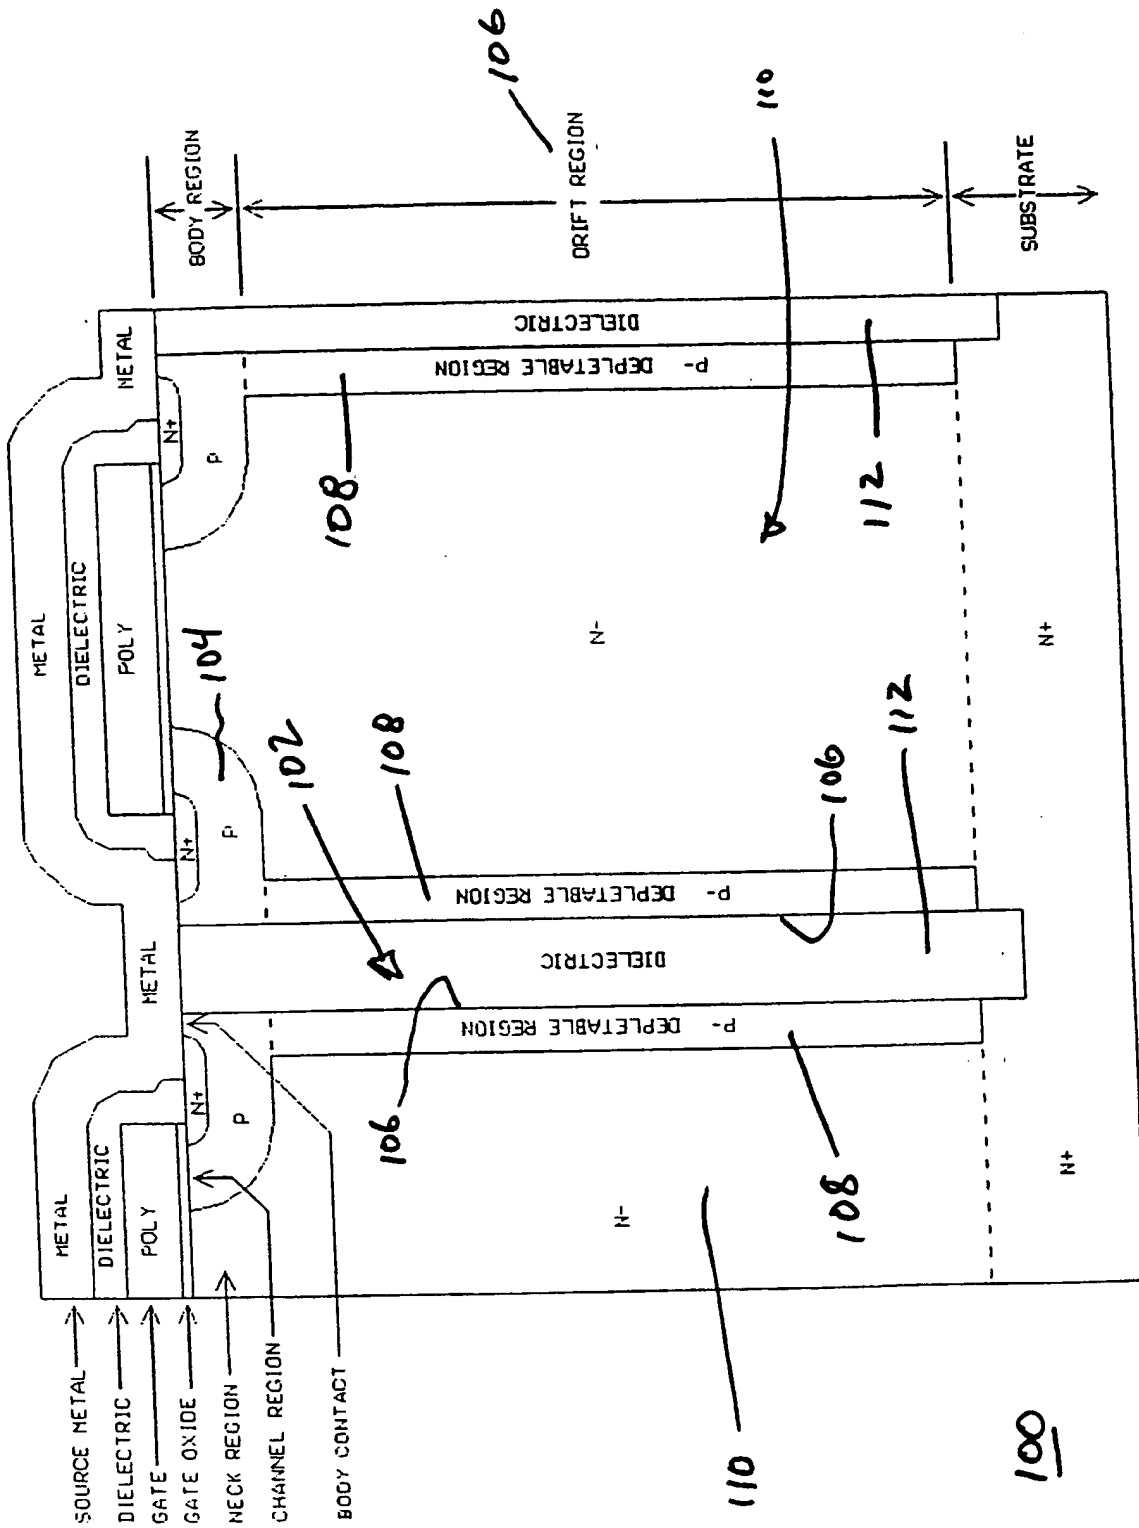 SOURCE METAL
DIELECTRIC
GATE
GATE OXIDE
NECK REGION
CHANNEL REGION
BODY CONTACT
METAL
DIELECTRIC
POLY
N+
P
METAL
METAL
DIELECTRIC
POLY
N+
P
104
N+
P
METAL
BODY REGION
106
DRIFT REGION
SUBSTRATE
110
102
108
108
106
106
P- DEPLETABLE REGION
DIELECTRIC
P- DEPLETABLE REGION
P- DEPLETABLE REGION
DIELECTRIC
N-
N-
108
112
112
110
N+
N+
100